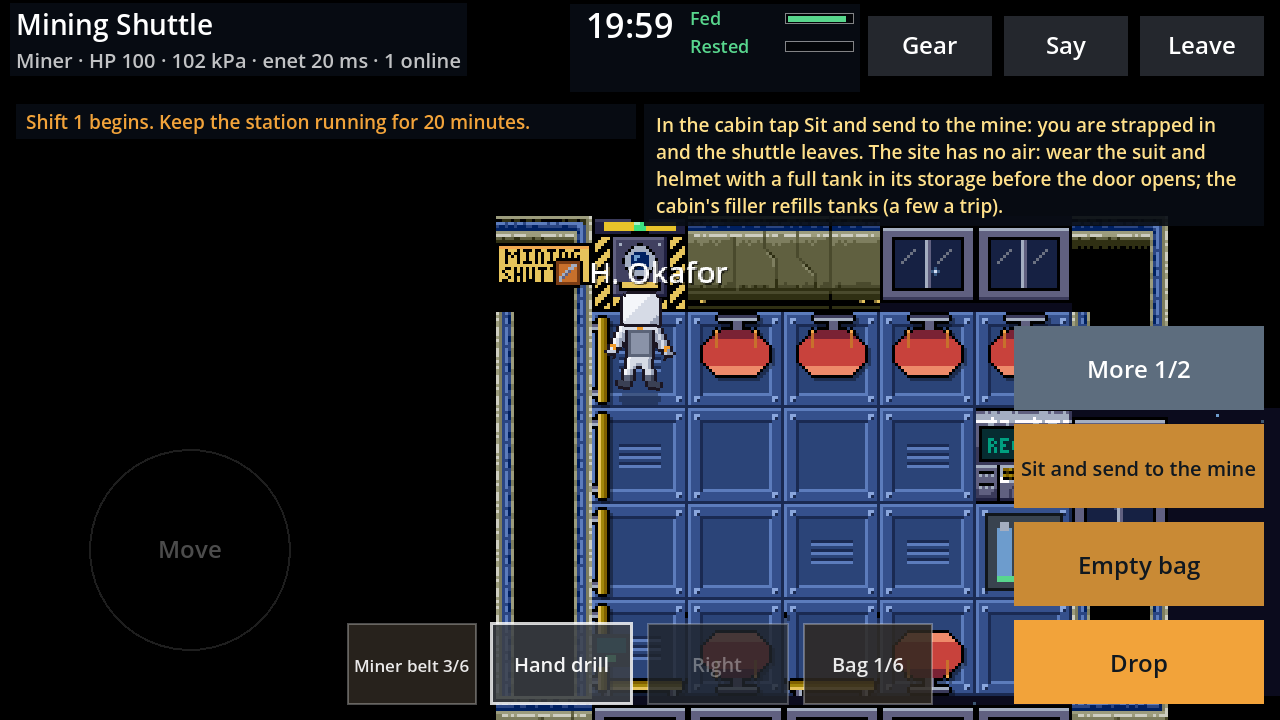 Mining Shuttle
Miner · HP 100 · 102 kPa · enet 20 ms · 1 online
19:59
Fed
Rested
Gear
Say
Leave
Shift 1 begins. Keep the station running for 20 minutes.
In the cabin tap Sit and send to the mine: you are strapped in
and the shuttle leaves. The site has no air: wear the suit and
helmet with a full tank in its storage before the door opens; the
cabin's filler refills tanks (a few a trip).
H. Okafor
More 1/2
Sit and send to the mine
Empty bag
Drop
Move
Miner belt 3/6
Hand drill
Right
Bag 1/6